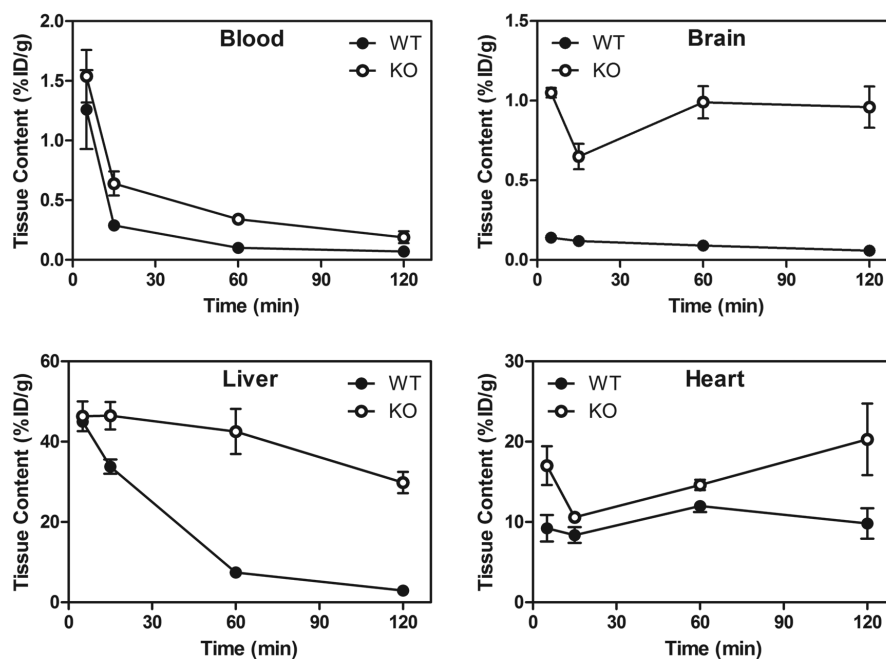 Blood
WT
KO
Tissue Content (%ID/g)
2.0
1.5
1.0
0.5
0.0
0 30 60 90 120
Time (min)
Brain
WT
KO
Tissue Content (%ID/g)
1.5
1.0
0.5
0.0
0 30 60 90 120
Time (min)
Liver
WT
KO
Tissue Content (%ID/g)
60
40
20
0
0 30 60 90 120
Time (min)
Heart
WT
KO
Tissue Content (%ID/g)
30
20
10
0
0 30 60 90 120
Time (min)